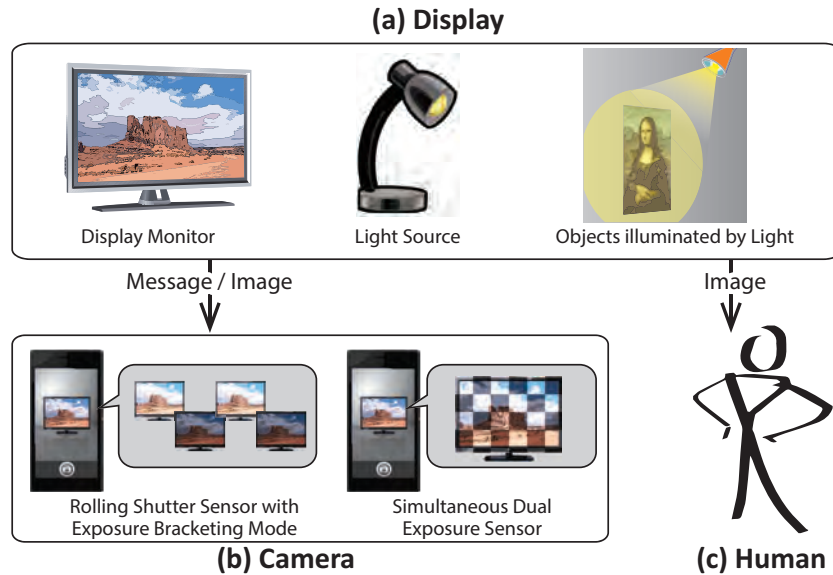 (a) Display
Display Monitor
Light Source
Objects illuminated by Light
Message / Image
Image
Rolling Shutter Sensor with
Exposure Bracketing Mode
Simultaneous Dual
Exposure Sensor
(b) Camera
(c) Human